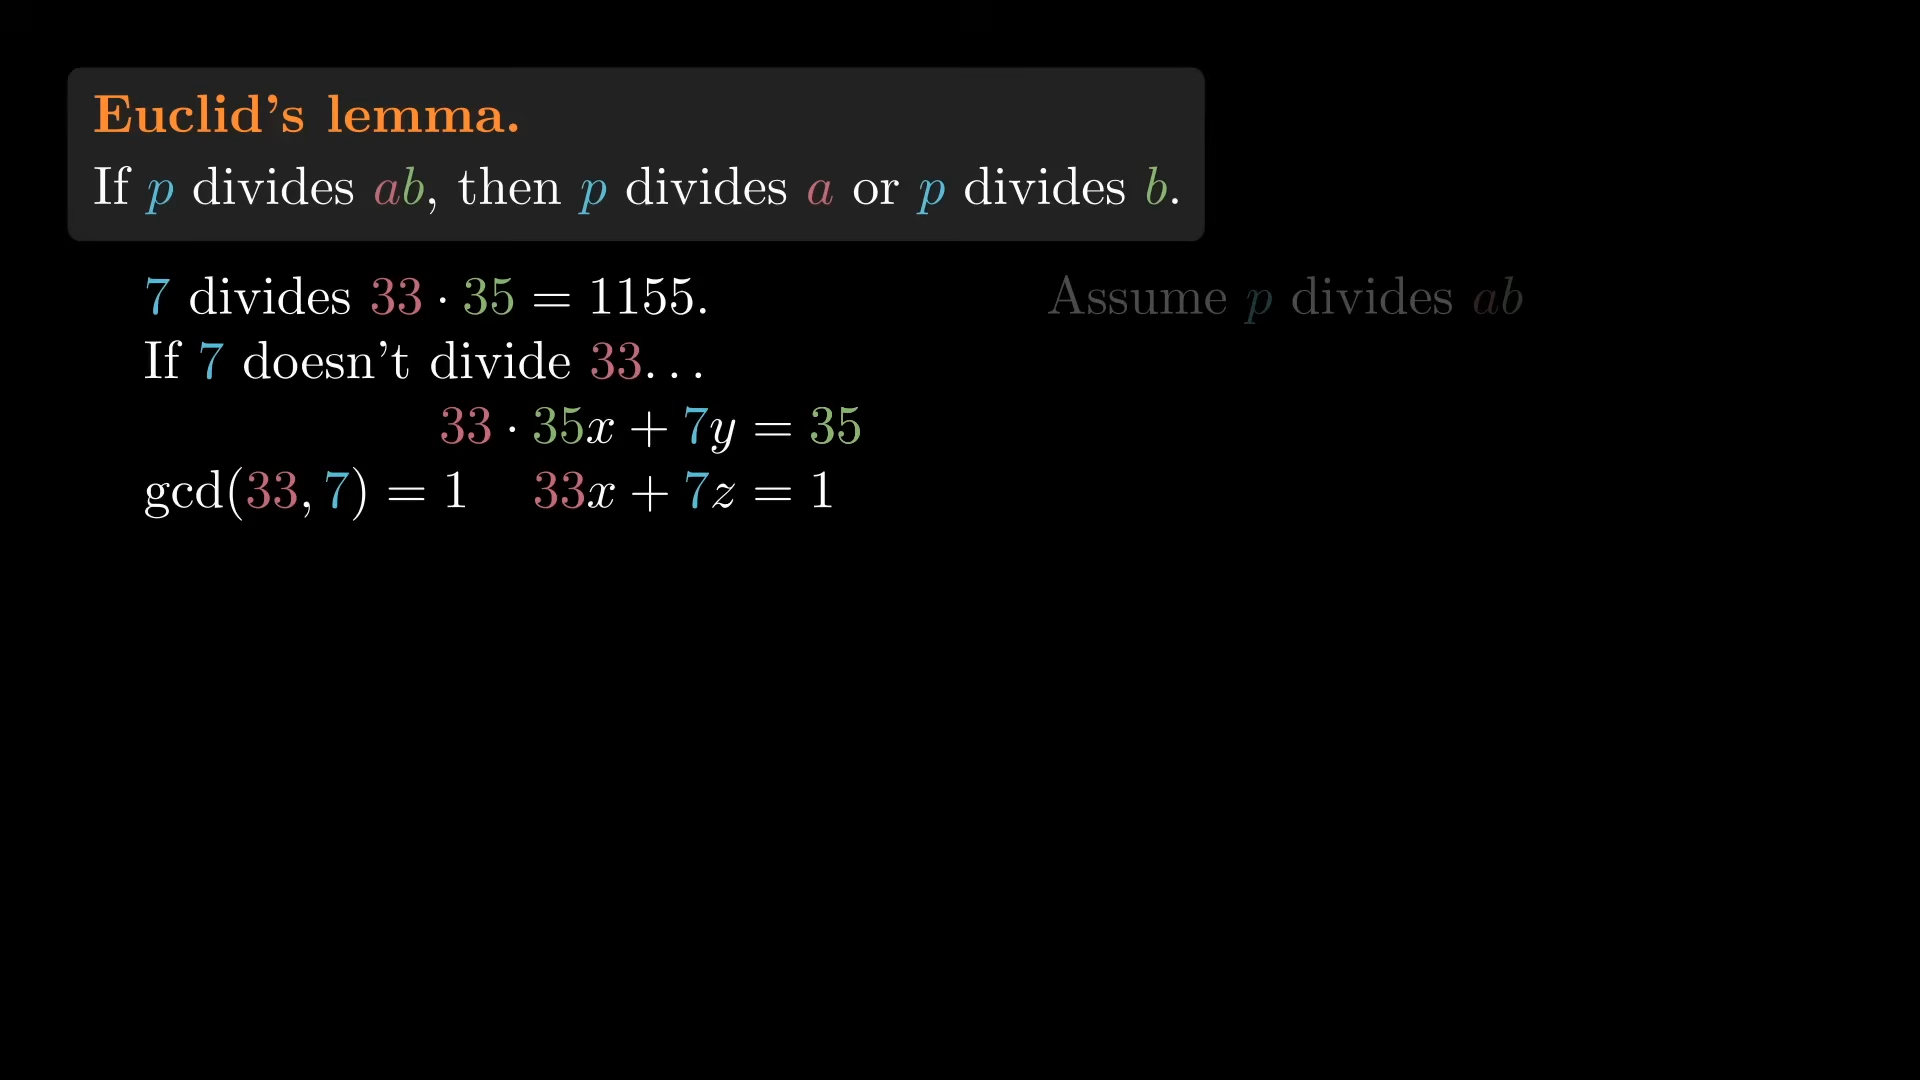 Euclid's lemma.
If p divides ab, then p divides a or p divides b.
7 divides 33 · 35 = 1155.
If 7 doesn't divide 33...
33 · 35x + 7y = 35
gcd(33, 7) = 1 33x + 7z = 1
Assume p divides ab